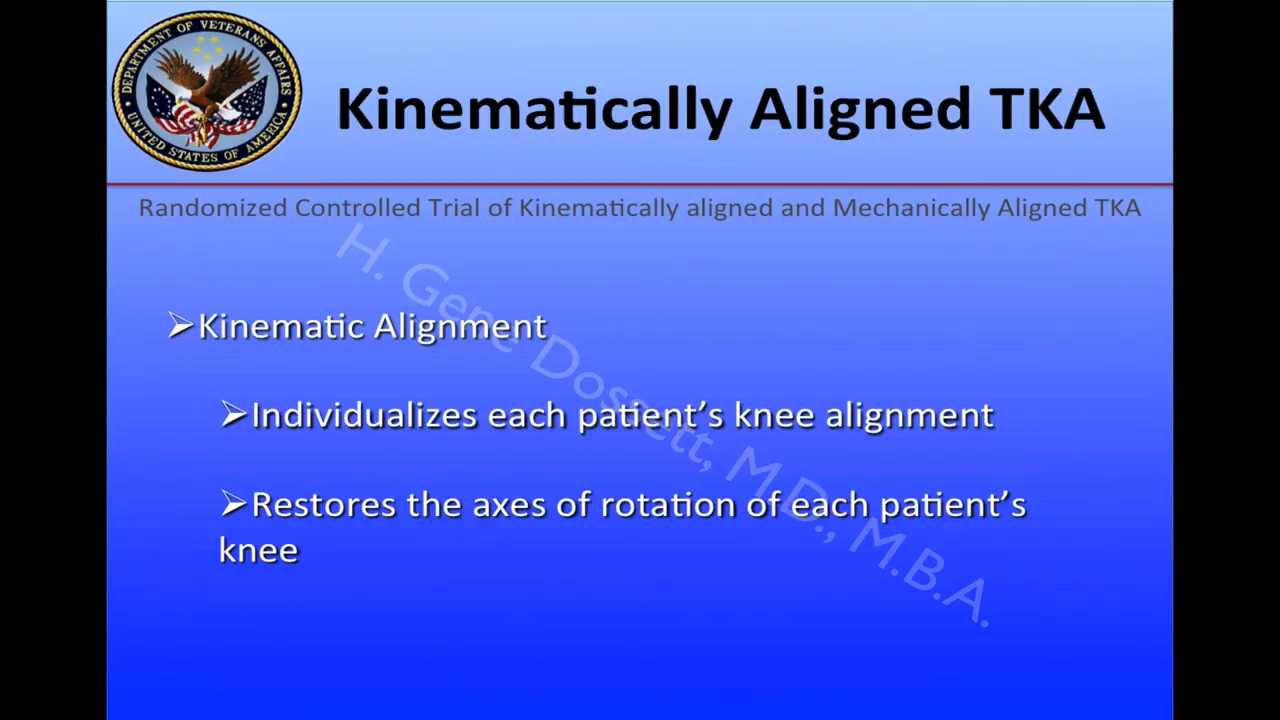 DEPARTMENT OF VETERANS AFFAIRS
UNITED STATES OF AMERICA
Kinematically Aligned TKA
Randomized Controlled Trial of Kinematically aligned and Mechanically Aligned TKA
H. Gene Dossett, M.D., M.B.A.
➢Kinematic Alignment
➢Individualizes each patient’s knee alignment
➢Restores the axes of rotation of each patient’s
knee